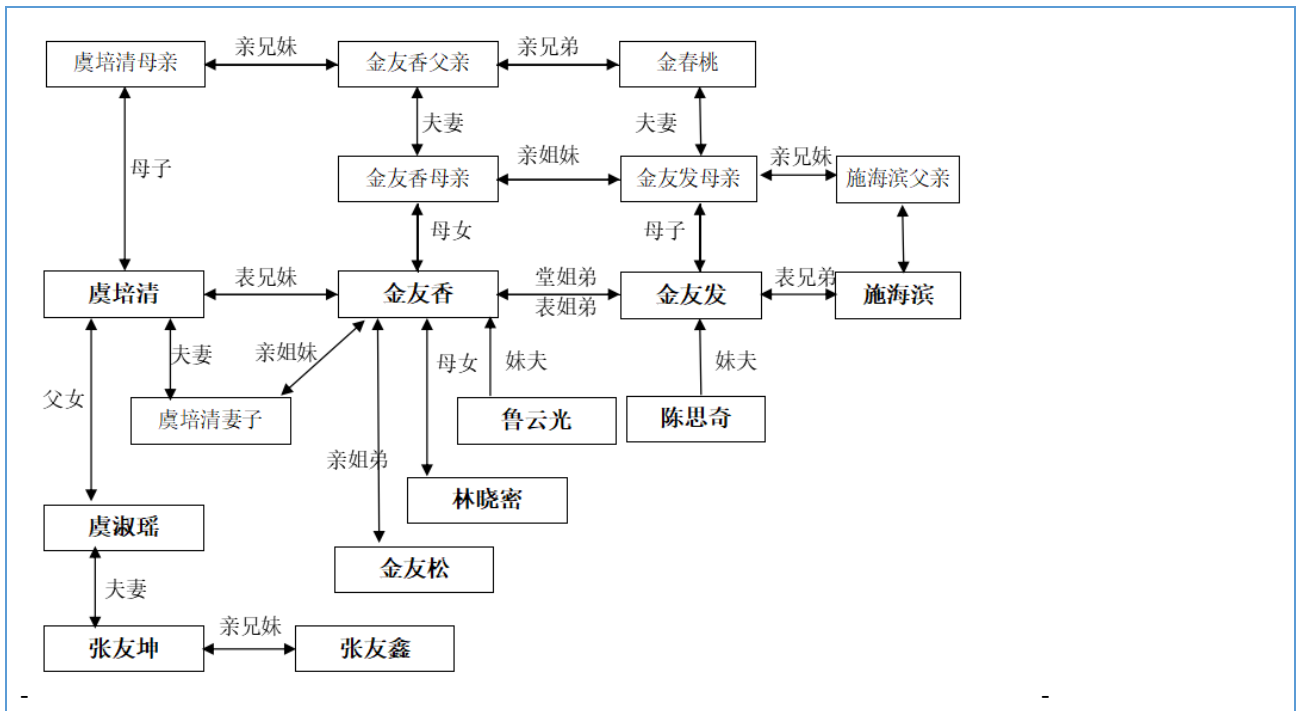 亲兄妹
亲兄弟
虞培清母亲
金友香父亲
金春桃
夫妻
夫妻
亲姐妹
亲兄妹
母子
金友香母亲
金友发母亲
施海滨父亲
母女
母子
表兄妹
堂姐弟
表兄弟
虞培清
金友香
金友发
施海滨
表姐弟
夫妻
亲姐妹
母女
妹夫
妹夫
父女
虞培清妻子
鲁云光
陈思奇
亲姐弟
林晓密
虞淑瑶
金友松
夫妻
亲兄妹
张友坤
张友鑫
-
-